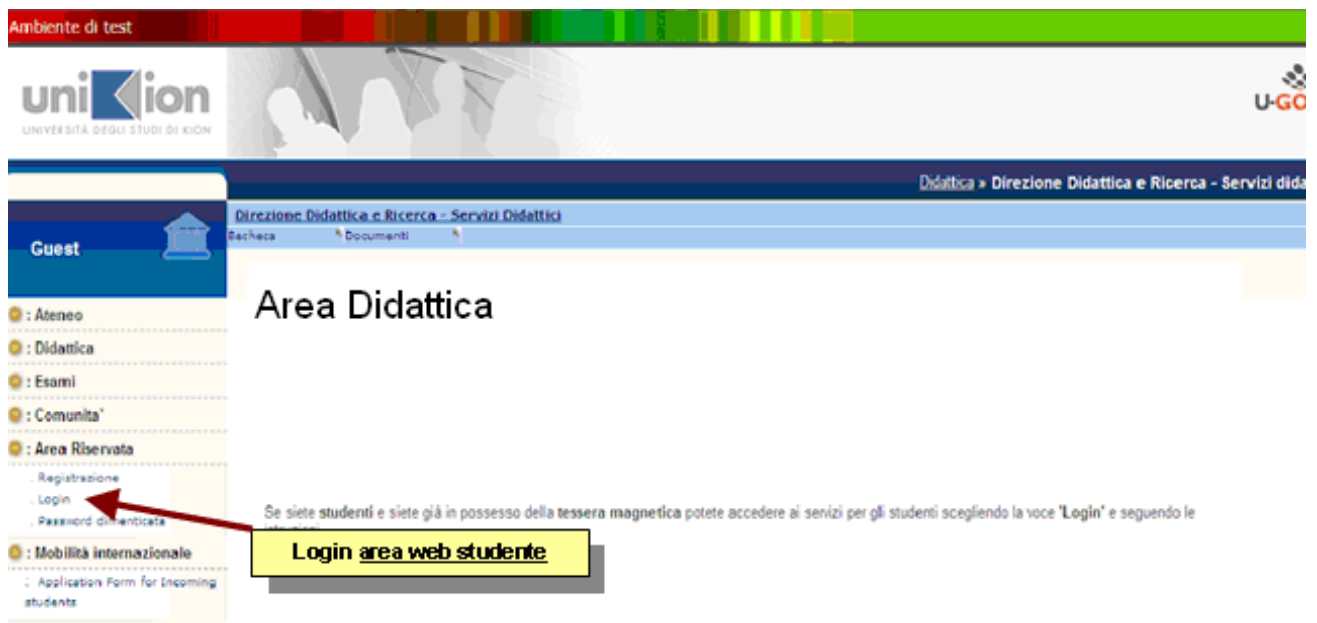 Ambiente di test
uniKion
UNIVERSITÀ DEGLI STUDI DI KION
U-GO
Didattica » Direzione Didattica e Ricerca - Servizi dida
Direzione Didattica e Ricerca - Servizi Didattici
Bacheca Documenti
Guest
Area Didattica
: Ateneo
: Didattica
: Esami
: Comunita'
: Area Riservata
. Registrazione
. Login
. Password dimenticata
Se siete studenti e siete già in possesso della tessera magnetica potete accedere ai servizi per gli studenti scegliendo la voce 'Login' e seguendo le
istruzioni
Login area web studente
: Mobilità internazionale
: Application Form for Incoming
students